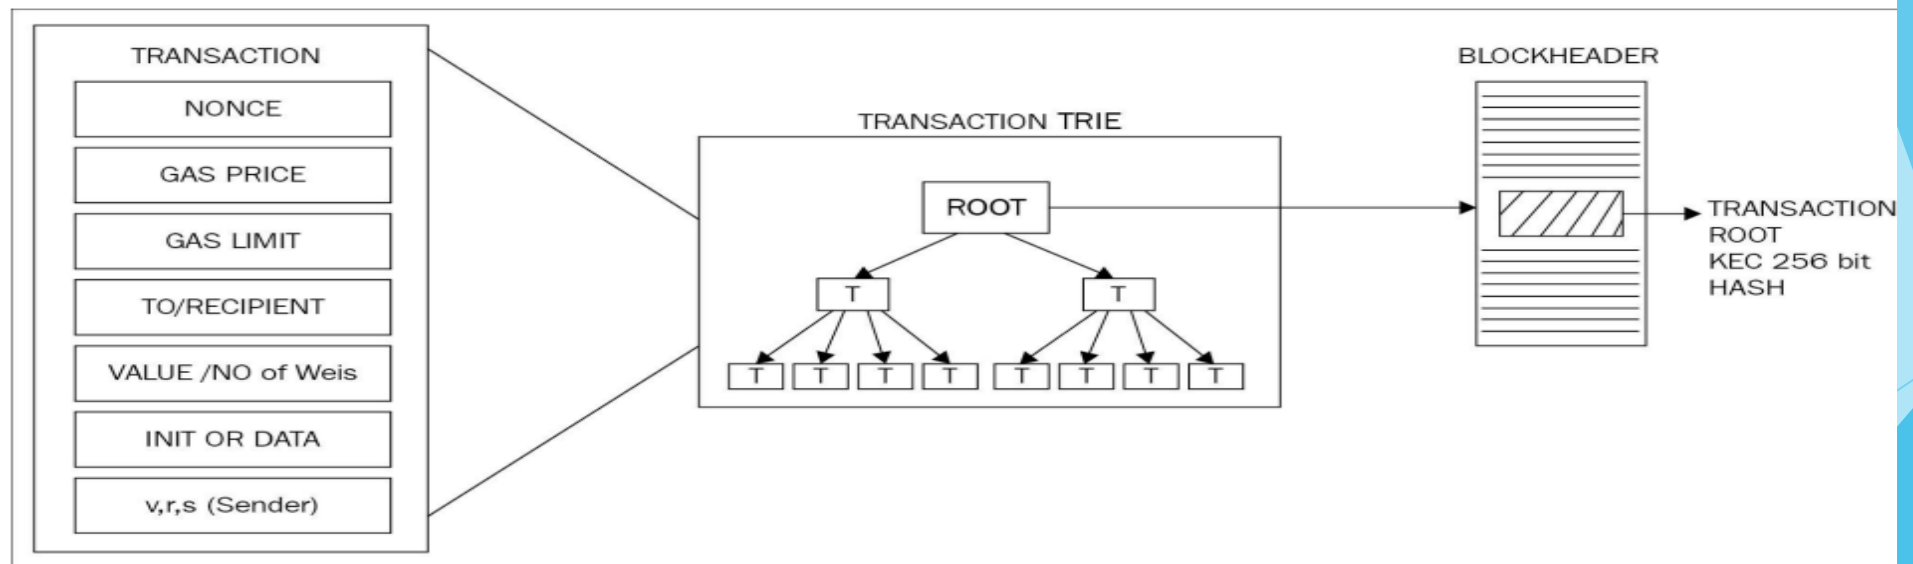 TRANSACTION
NONCE
GAS PRICE
GAS LIMIT
TO/RECIPIENT
VALUE /NO of Weis
INIT OR DATA
v,r,s (Sender)
TRANSACTION TRIE
ROOT
T T
T T T T T T T T
BLOCKHEADER
TRANSACTION
ROOT
KEC 256 bit
HASH